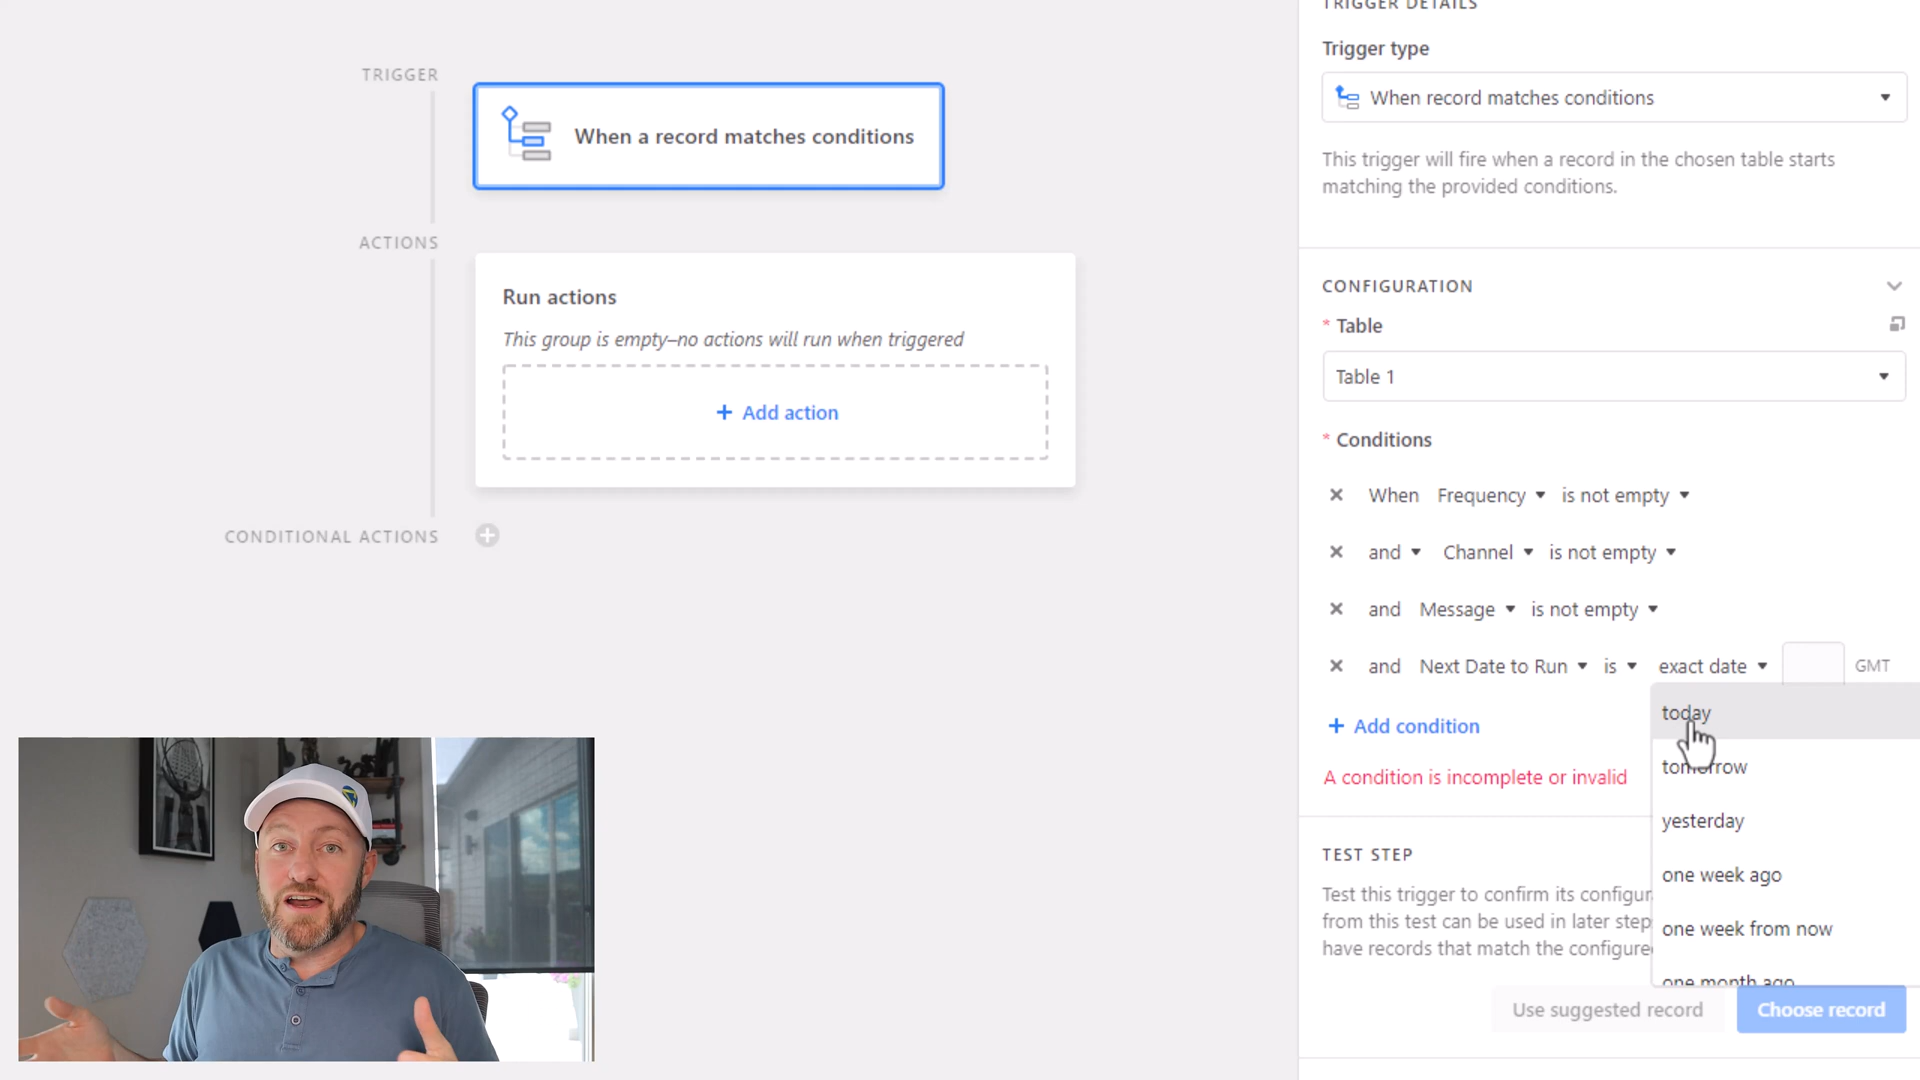 TRIGGER DETAILS
Trigger type
When record matches conditions
This trigger will fire when a record in the chosen table starts
matching the provided conditions.
TRIGGER
When a record matches conditions
ACTIONS
Run actions
This group is empty–no actions will run when triggered
+ Add action
CONDITIONAL ACTIONS
CONFIGURATION
* Table
Table 1
* Conditions
When Frequency is not empty
and Channel is not empty
and Message is not empty
and Next Date to Run is exact date GMT
+ Add condition
A condition is incomplete or invalid
today
tomorrow
yesterday
one week ago
one week from now
one month ago
TEST STEP
Test this trigger to confirm its configur
from this test can be used in later step
have records that match the configure
Use suggested record
Choose record